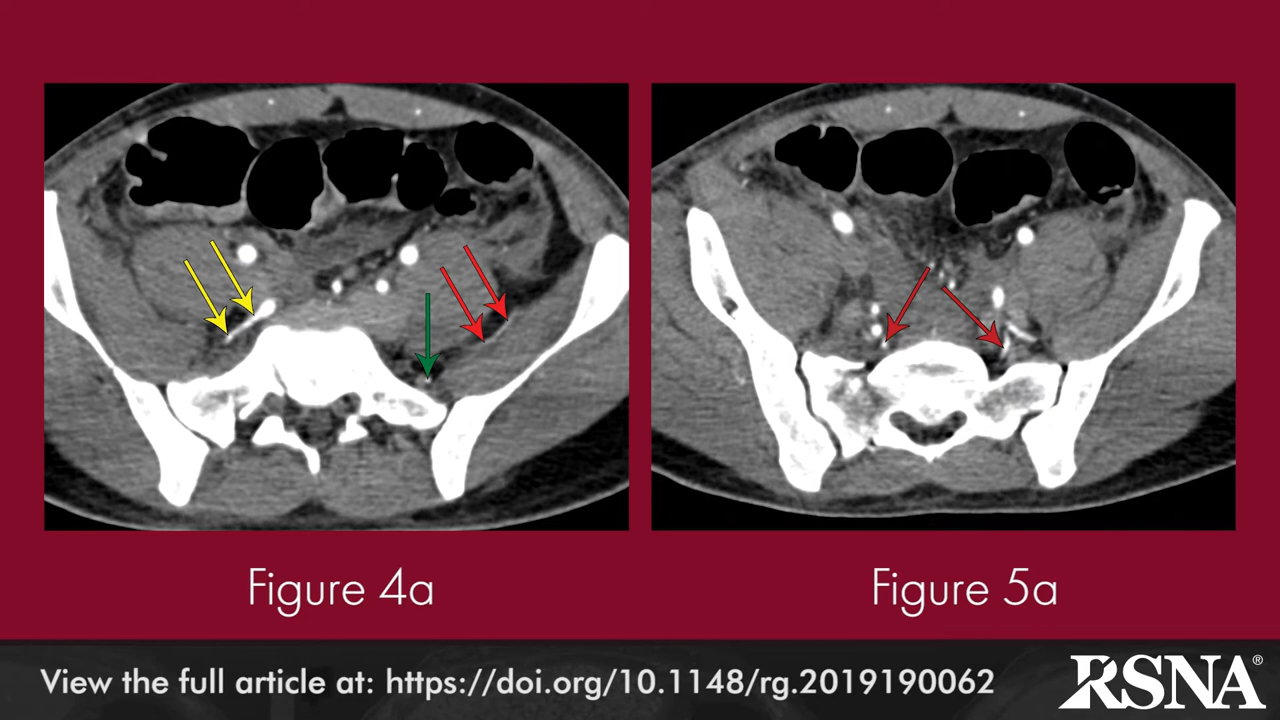 Figure 4a
Figure 5a
View the full article at: https://doi.org/10.1148/rg.2019190062
RSNA®